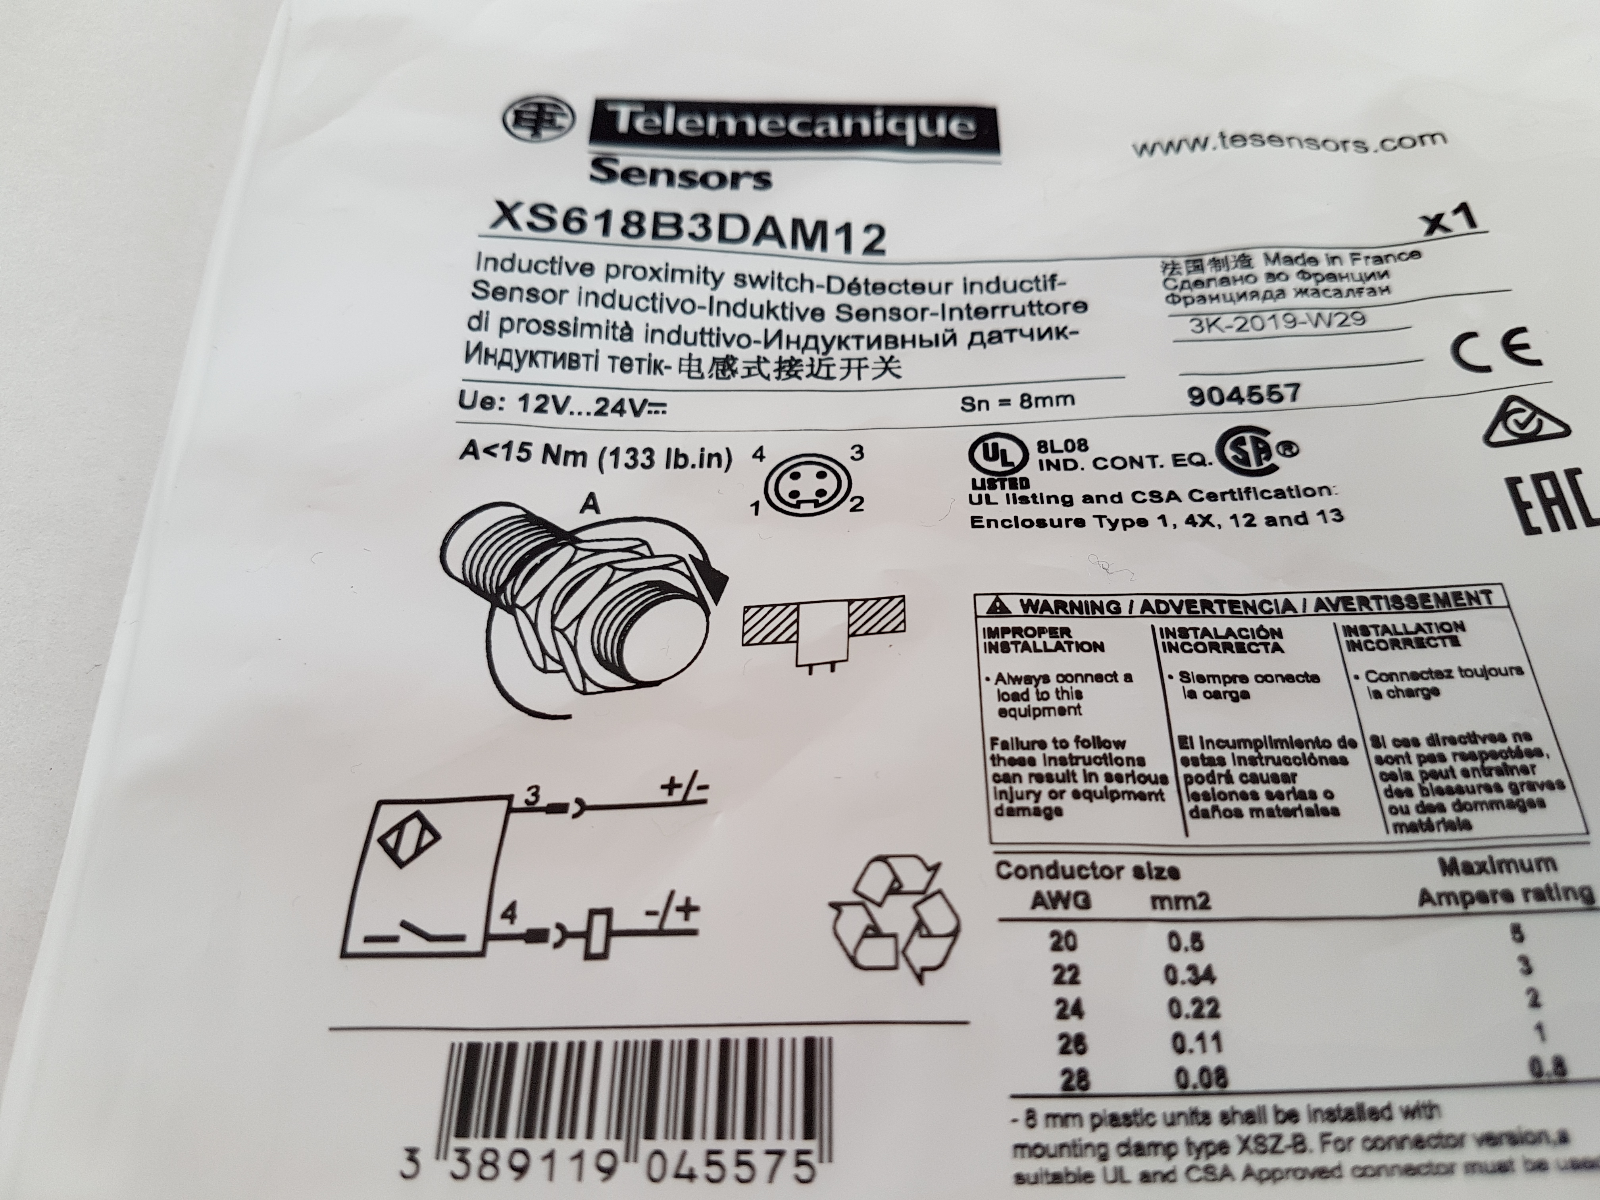 Telemecanique
Sensors
www.tesensors.com
XS618B3DAM12
x1
Inductive proximity switch-Détecteur inductif-
Sensor inductivo-Induktive Sensor-Interruttore
di prossimità induttivo-Индуктивный датчик-
Индуктивті тетік-电感式接近开关
法国制造 Made in France
Сделано во Франции
Францияда жасалған
3K-2019-W29
CE
Ue: 12V...24V
Sn = 8mm
904557
A<15 Nm (133 lb.in)
4 3
1 2
A
UL
LISTED
8L08
IND. CONT. EQ.
SA®
UL listing and CSA Certification:
Enclosure Type 1, 4X, 12 and 13
EAC
WARNING / ADVERTENCIA / AVERTISSEMENT
IMPROPER
INSTALLATION
• Always connect a
load to this
equipment
Failure to follow
these instructions
can result in serious
injury or equipment
damage
INSTALACIÓN
INCORRECTA
• Siempre conecte
la carga
El incumplimiento de
estas instrucciónes
podrá causar
lesiones serias o
daños materiales
INSTALLATION
INCORRECTE
• Connectez toujours
la charge
Si ces directives ne
sont pas respectées,
cela peut entraîner
des blessures graves
ou des dommages
matériels
3 +/-
4 -/+
Conductor size Maximum
AWG mm2 Ampere rating
20 0.5 5
22 0.34 3
24 0.22 2
26 0.11 1
28 0.08 0.8
- 8 mm plastic units shall be installed with
mounting clamp type XSZ-B. For connector version,a
suitable UL and CSA Approved connector must be used
3 389119 045575